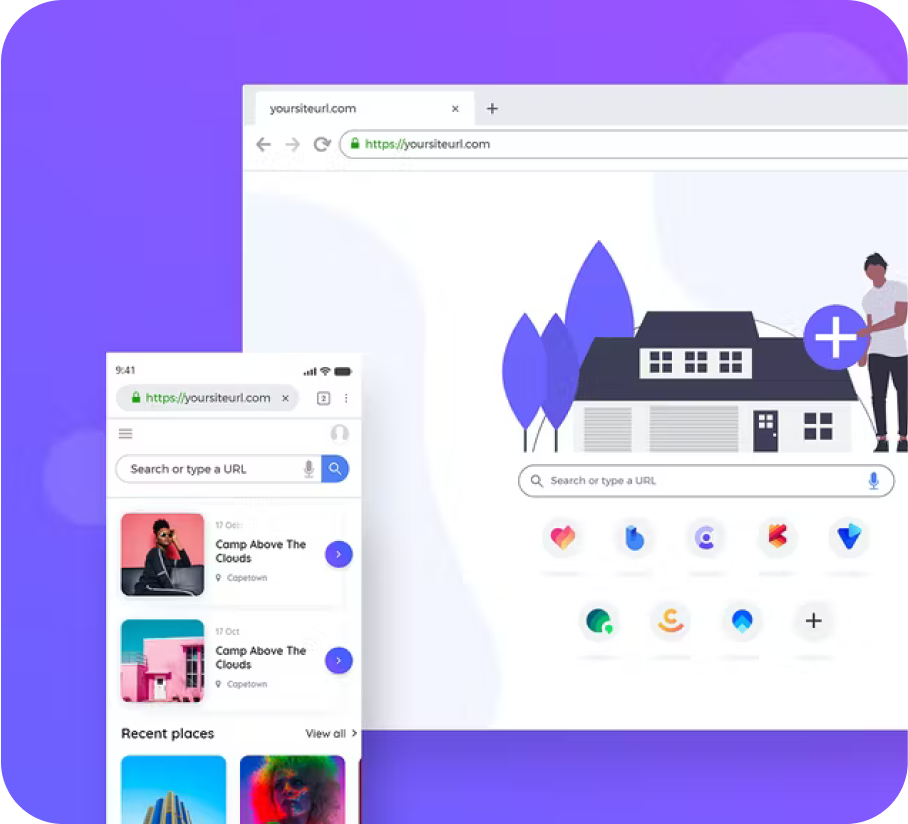 yoursiteurl.com
https://yoursiteurl.com
Search or type a URL
9:41
https://yoursiteurl.com
2
Search or type a URL
17 Oct
Camp Above The
Clouds
Capetown
17 Oct
Camp Above The
Clouds
Capetown
Recent places
View all